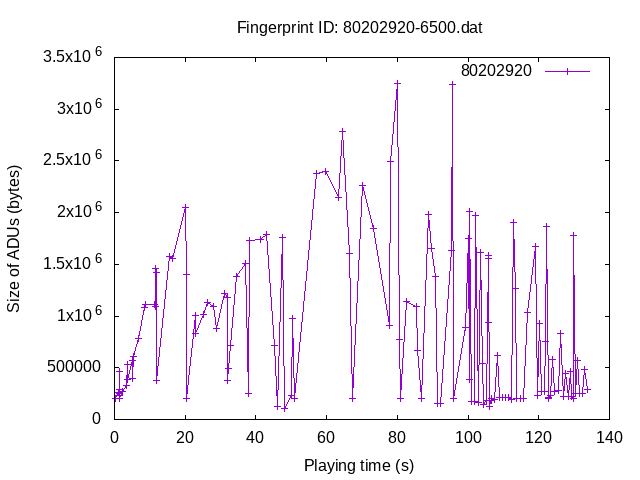 Fingerprint ID: 80202920-6500.dat
3.5x10 6
80202920
3x10 6
2.5x10 6
2x10 6
1.5x10 6
1x10 6
500000
0
Size of ADUs (bytes)
0 20 40 60 80 100 120 140
Playing time (s)